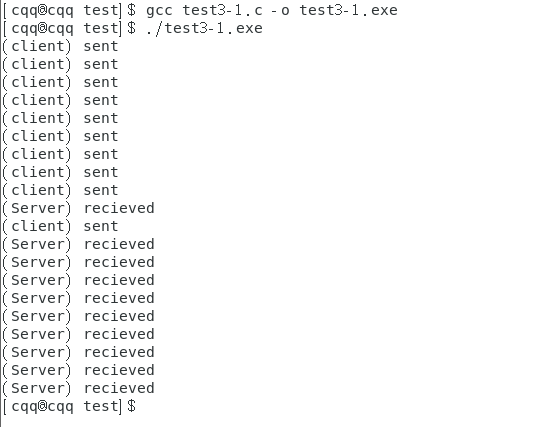 [cqq@cqq test]$ gcc test3-1.c -o test3-1.exe
[cqq@cqq test]$ ./test3-1.exe
(client) sent
(client) sent
(client) sent
(client) sent
(client) sent
(client) sent
(client) sent
(client) sent
(client) sent
(Server) recieved
(client) sent
(Server) recieved
(Server) recieved
(Server) recieved
(Server) recieved
(Server) recieved
(Server) recieved
(Server) recieved
(Server) recieved
(Server) recieved
[cqq@cqq test]$